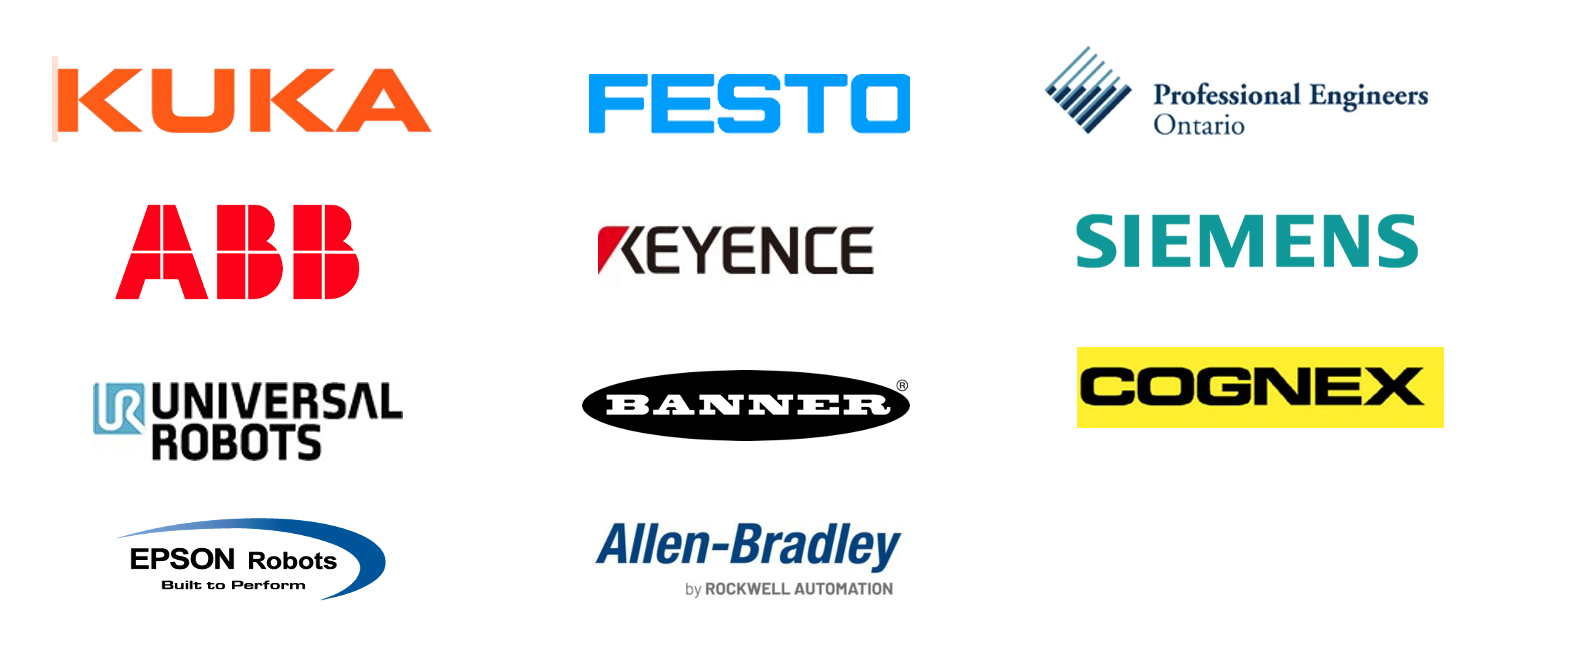 KUKA
FESTO
Professional Engineers
Ontario
ABB
KEYENCE
SIEMENS
UR UNIVERSAL
ROBOTS
BANNER®
COGNEX
EPSON Robots
Built to Perform
Allen-Bradley
by ROCKWELL AUTOMATION